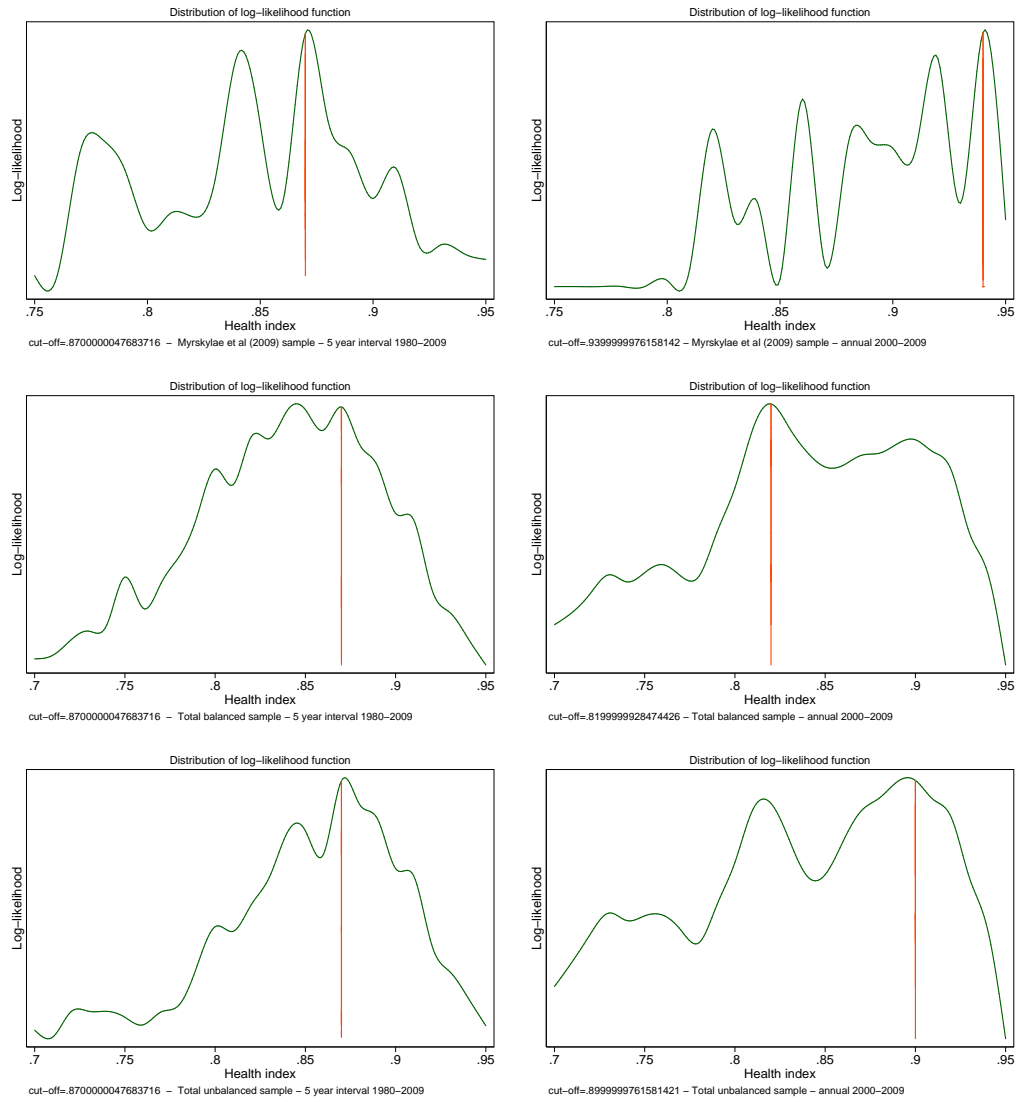 Distribution of log−likelihood function
Log−likelihood
.75 .8 .85 .9 .95
Health index
cut−off=.8700000047683716 − Myrskylae et al (2009) sample − 5 year interval 1980−2009
Distribution of log−likelihood function
Log−likelihood
.75 .8 .85 .9 .95
Health index
cut−off=.9399999976158142 − Myrskylae et al (2009) sample − annual 2000−2009
Distribution of log−likelihood function
Log−likelihood
.7 .75 .8 .85 .9 .95
Health index
cut−off=.8700000047683716 − Total balanced sample − 5 year interval 1980−2009
Distribution of log−likelihood function
Log−likelihood
.7 .75 .8 .85 .9 .95
Health index
cut−off=.8199999928474426 − Total balanced sample − annual 2000−2009
Distribution of log−likelihood function
Log−likelihood
.7 .75 .8 .85 .9 .95
Health index
cut−off=.8700000047683716 − Total unbalanced sample − 5 year interval 1980−2009
Distribution of log−likelihood function
Log−likelihood
.7 .75 .8 .85 .9 .95
Health index
cut−off=.8999999761581421 − Total unbalanced sample − annual 2000−2009